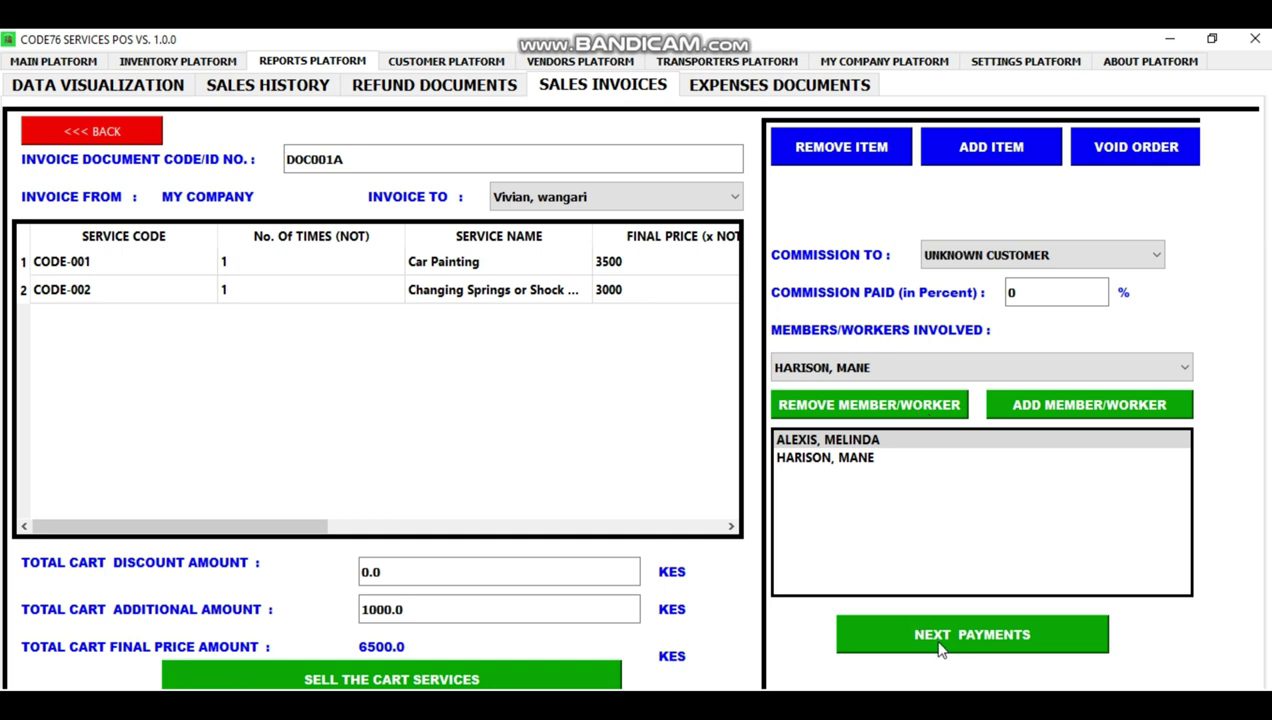 CODE76 SERVICES POS VS. 1.0.0
www.BANDICAM.com
MAIN PLATFORM INVENTORY PLATFORM REPORTS PLATFORM CUSTOMER PLATFORM VENDORS PLATFORM TRANSPORTERS PLATFORM MY COMPANY PLATFORM SETTINGS PLATFORM ABOUT PLATFORM
DATA VISUALIZATION SALES HISTORY REFUND DOCUMENTS SALES INVOICES EXPENSES DOCUMENTS
<<< BACK
INVOICE DOCUMENT CODE/ID NO. : DOC001A
INVOICE FROM : MY COMPANY INVOICE TO : Vivian, wangari
SERVICE CODE No. Of TIMES (NOT) SERVICE NAME FINAL PRICE (x NOT
1 CODE-001 1 Car Painting 3500
2 CODE-002 1 Changing Springs or Shock ... 3000
TOTAL CART DISCOUNT AMOUNT : 0.0 KES
TOTAL CART ADDITIONAL AMOUNT : 1000.0 KES
TOTAL CART FINAL PRICE AMOUNT : 6500.0 KES
SELL THE CART SERVICES
REMOVE ITEM ADD ITEM VOID ORDER
COMMISSION TO : UNKNOWN CUSTOMER
COMMISSION PAID (in Percent) : 0 %
MEMBERS/WORKERS INVOLVED :
HARISON, MANE
REMOVE MEMBER/WORKER ADD MEMBER/WORKER
ALEXIS, MELINDA
HARISON, MANE
NEXT PAYMENTS